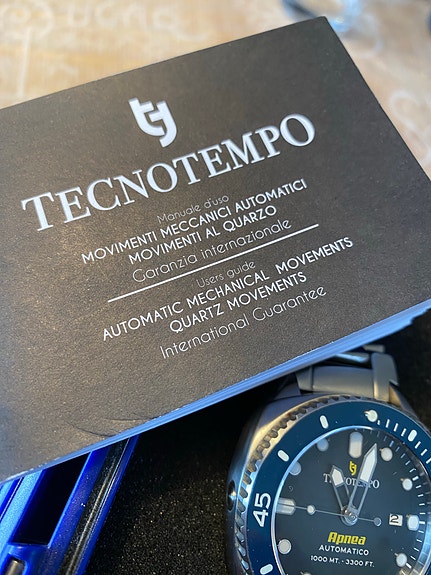 TECNOTEMPO
Manuale d'uso
MOVIMENTI MECCANICI AUTOMATICI
MOVIMENTI AL QUARZO
Garanzia internazionale
Users guide
AUTOMATIC MECHANICAL MOVEMENTS
QUARTZ MOVEMENTS
International Guarantee
45
TECNOTEMPO
2
Apnea
AUTOMATICO
1000 MT. - 3300 FT.